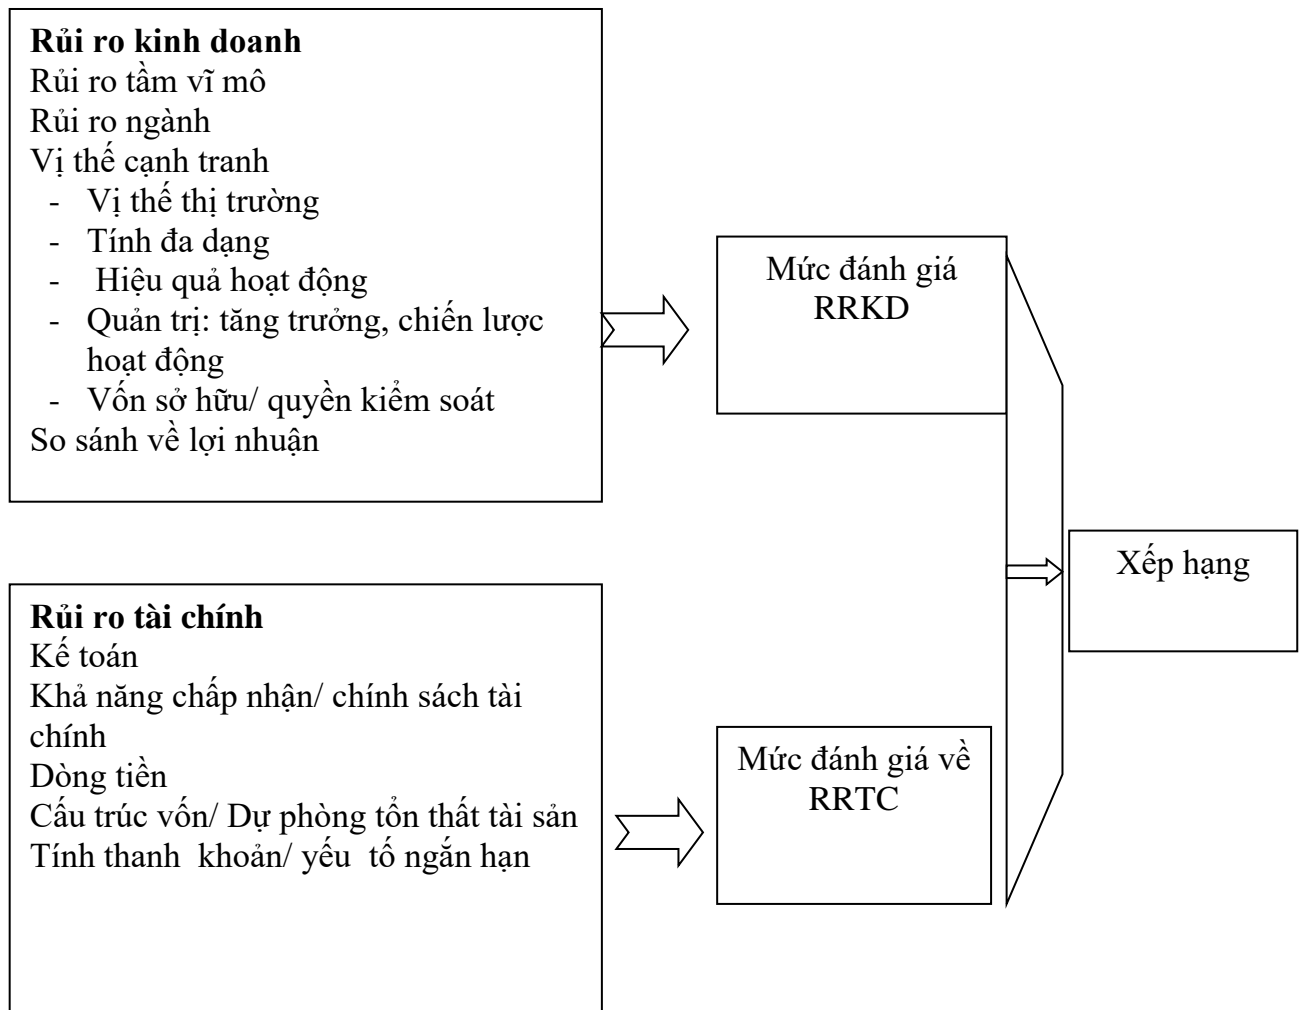 Rủi ro kinh doanh
Rủi ro tầm vĩ mô
Rủi ro ngành
Vị thế cạnh tranh
- Vị thế thị trường
- Tính đa dạng
- Hiệu quả hoạt động
- Quản trị: tăng trưởng, chiến lược
hoạt động
- Vốn sở hữu/ quyền kiểm soát
So sánh về lợi nhuận
Mức đánh giá
RRKD
Rủi ro tài chính
Kế toán
Khả năng chấp nhận/ chính sách tài
chính
Dòng tiền
Cấu trúc vốn/ Dự phòng tổn thất tài sản
Tính thanh khoản/ yếu tố ngắn hạn
Mức đánh giá về
RRTC
Xếp hạng